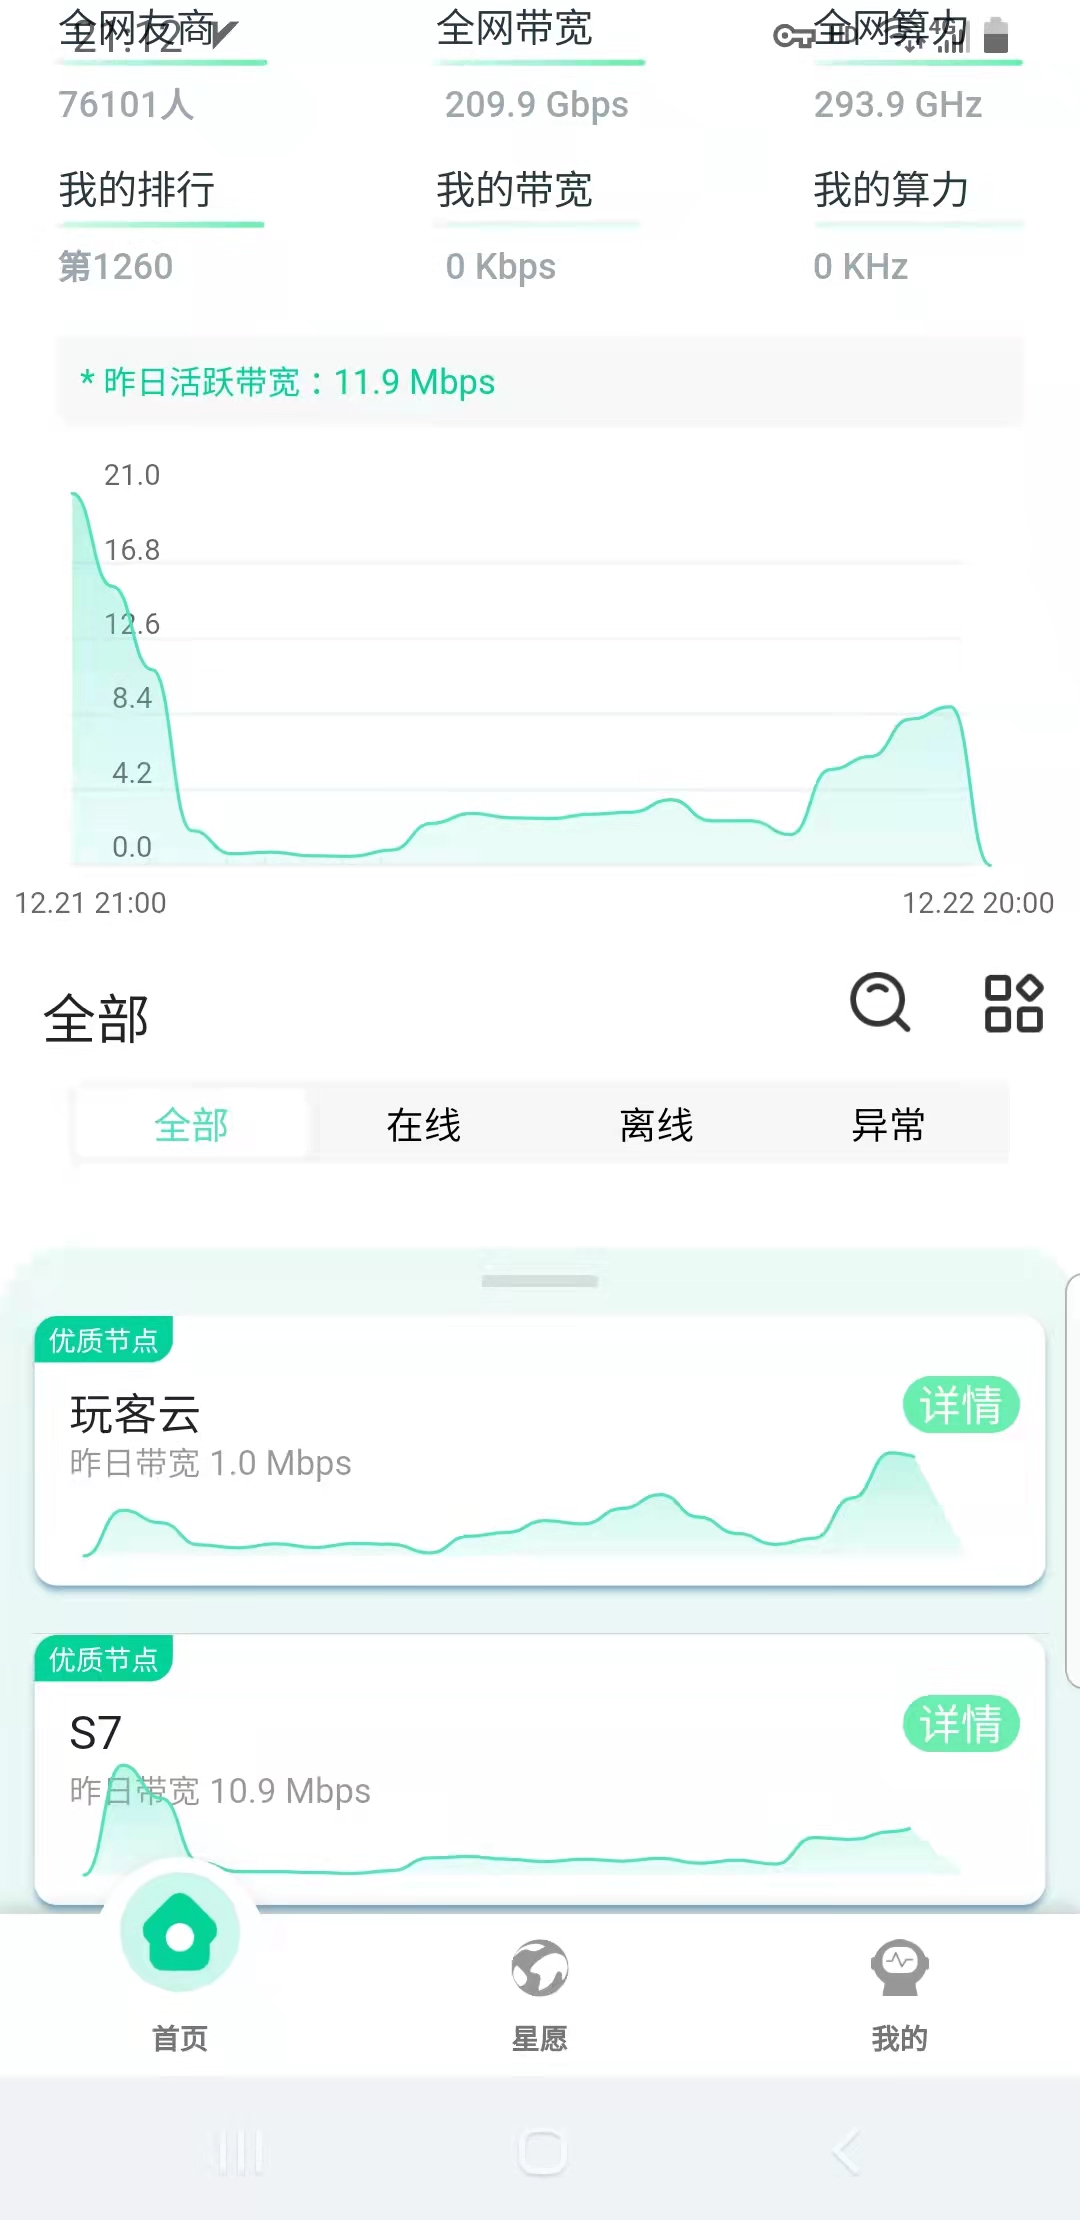 21:12
HD 4G
全网友商 全网带宽 全网算力
76101人 209.9 Gbps 293.9 GHz
我的排行 我的带宽 我的算力
第1260 0 Kbps 0 KHz
* 昨日活跃带宽：11.9 Mbps
21.0
16.8
12.6
8.4
4.2
0.0
12.21 21:00 12.22 20:00
全部
全部 在线 离线 异常
优质节点
玩客云 详情
昨日带宽 1.0 Mbps
优质节点
S7 详情
昨日带宽 10.9 Mbps
首页 星愿 我的